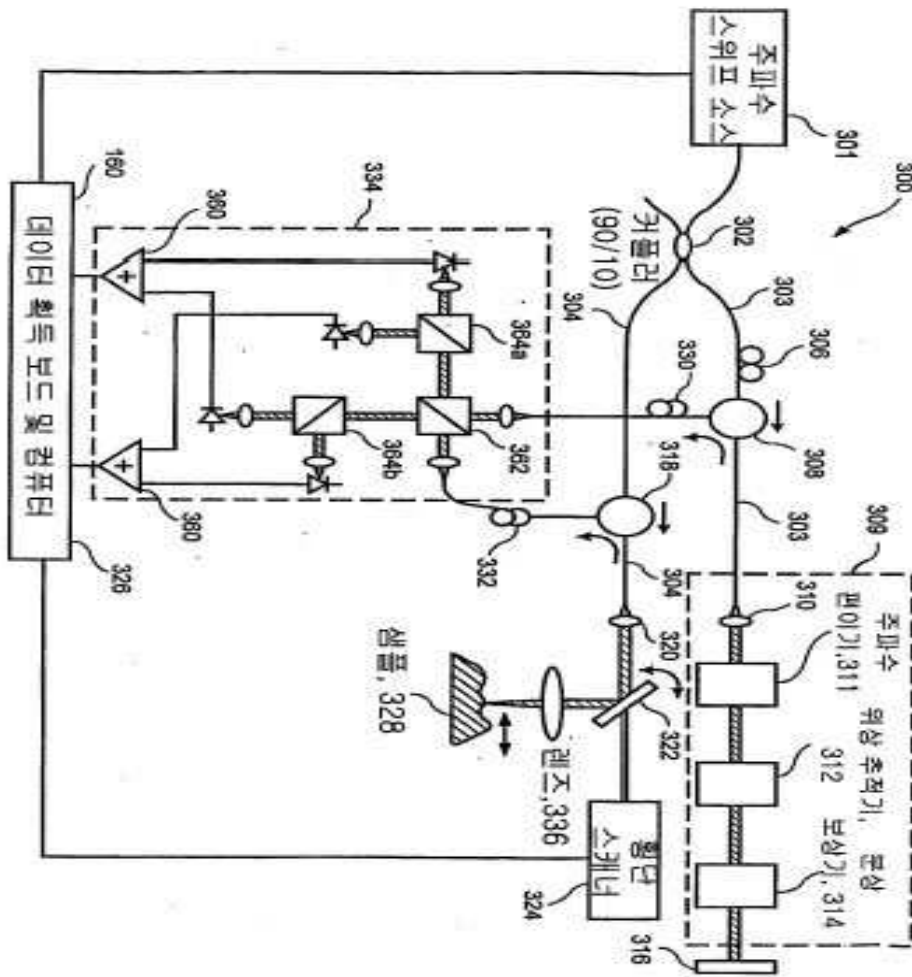 주파수
스위프 소스
301
300
302
커플러
(90/10)
303
304
306
308
330
303
309
310
주파수
편이기,311
위상 추적기,
312
분상
보상기, 314
316
318
304
320
322
332
횡단
스캐너
324
렌즈,336
샘플, 328
334
364a
362
364b
360
360
160
데이터 획득 보드 및 컴퓨터
326